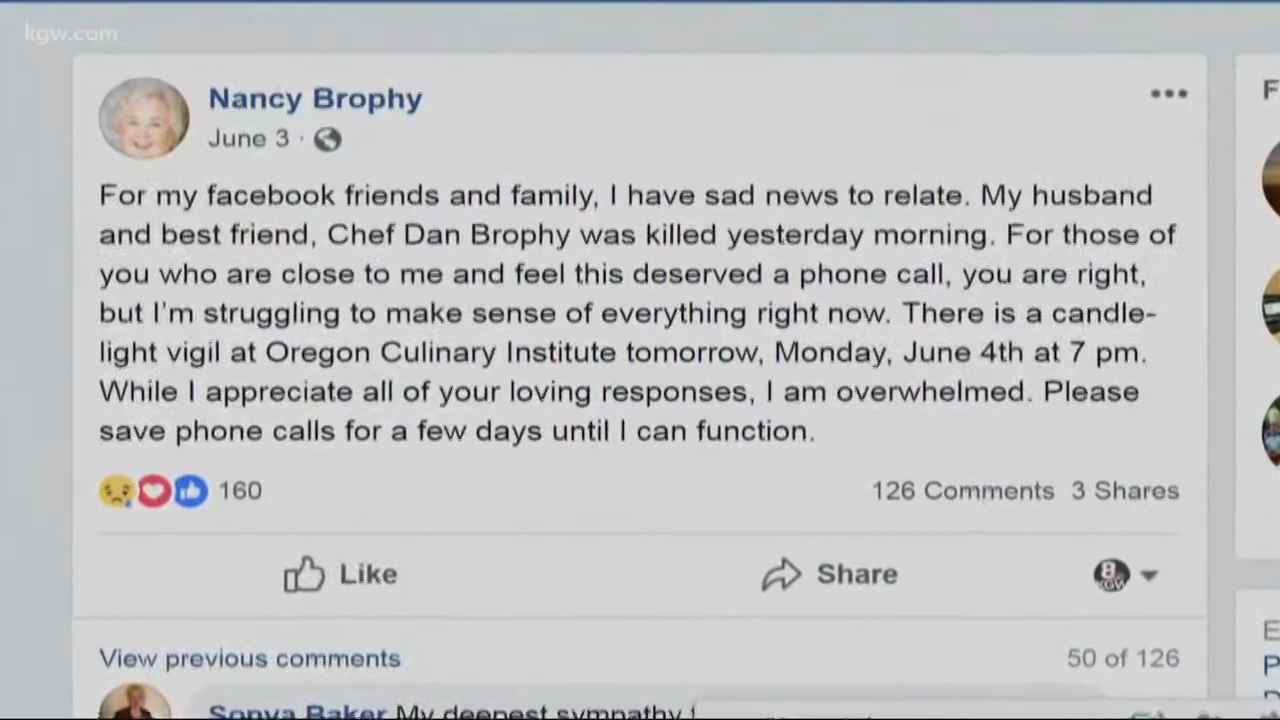 kgw.com
Nancy Brophy
June 3 ·
For my facebook friends and family, I have sad news to relate. My husband
and best friend, Chef Dan Brophy was killed yesterday morning. For those of
you who are close to me and feel this deserved a phone call, you are right,
but I'm struggling to make sense of everything right now. There is a candle-
light vigil at Oregon Culinary Institute tomorrow, Monday, June 4th at 7 pm.
While I appreciate all of your loving responses, I am overwhelmed. Please
save phone calls for a few days until I can function.
160
126 Comments 3 Shares
Like
Share
8
KGW
View previous comments
50 of 126
Sonya Baker My deepest sympathy
F
E
P